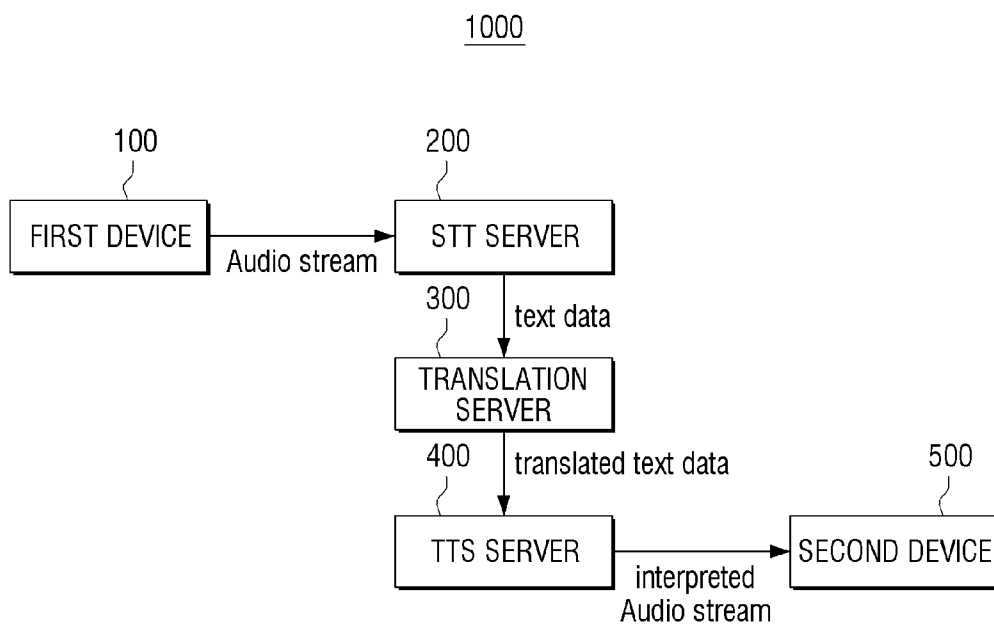 1000
100
200
FIRST DEVICE
STT SERVER
Audio stream
300
text data
TRANSLATION
SERVER
400
translated text data
500
TTS SERVER
SECOND DEVICE
interpreted
Audio stream